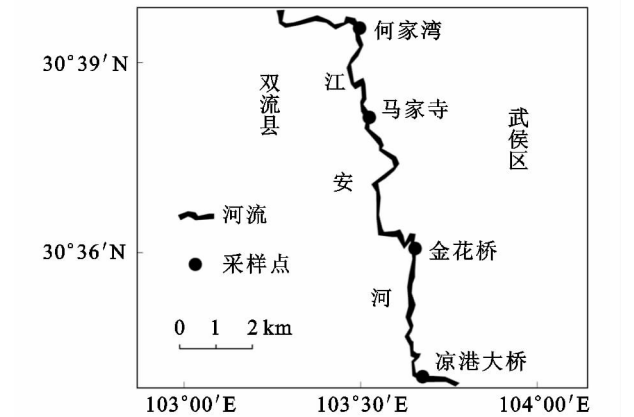 何家湾
30°39′N
双流县
江
马家寺
武侯区
安
河流
30°36′N
金花桥
采样点
河
0 1 2 km
凉港大桥
103°00′E 103°50′E 104°00′E